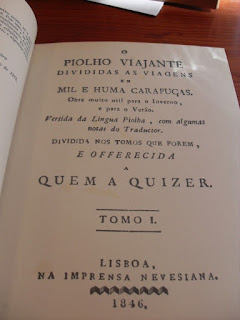 O
PIOLHO VIAJANTE
DIVIDIDAS AS VIAGENS
EM
MIL E HUMA CARAPUÇAS.
Obra muito util para o Inverno,
e para o Verão.
Vertida da Lingua Piolha, com algumas
notas do Traductor.
DIVIDIDA NOS TOMOS QUE FOREM,
E OFFERECIDA
A
QUEM A QUIZER.
TOMO I.
LISBOA,
NA IMPRENSA NEVESIANA.
1846.